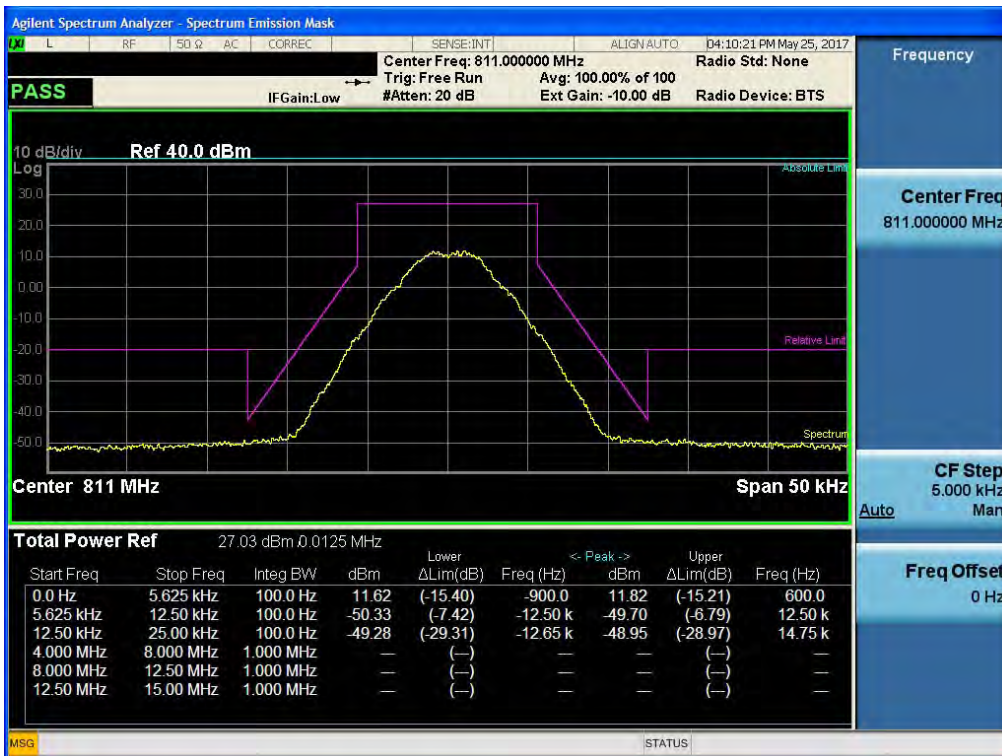 Agilent Spectrum Analyzer - Spectrum Emission Mask
LXI L RF 50 Ω AC CORREC SENSE:INT ALIGN AUTO 04:10:21 PM May 25, 2017
Center Freq: 811.000000 MHz Radio Std: None
Trig: Free Run Avg: 100.00% of 100
PASS IFGain:Low #Atten: 20 dB Ext Gain: -10.00 dB Radio Device: BTS
10 dB/div Ref 40.0 dBm
Log Absolute Limit
30.0
20.0
10.0
0.00
-10.0
-20.0 Relative Limit
-30.0
-40.0
-50.0 Spectrum
Center 811 MHz Span 50 kHz
Total Power Ref 27.03 dBm / 0.0125 MHz
Lower <- Peak -> Upper
Start Freq Stop Freq Integ BW dBm ΔLim(dB) Freq (Hz) dBm ΔLim(dB) Freq (Hz)
0.0 Hz 5.625 kHz 100.0 Hz 11.62 (-15.40) -900.0 11.82 (-15.21) 600.0
5.625 kHz 12.50 kHz 100.0 Hz -50.33 (-7.42) -12.50 k -49.70 (-6.79) 12.50 k
12.50 kHz 25.00 kHz 100.0 Hz -49.28 (-29.31) -12.65 k -48.95 (-28.97) 14.75 k
4.000 MHz 8.000 MHz 1.000 MHz --- (---) --- --- (---) ---
8.000 MHz 12.50 MHz 1.000 MHz --- (---) --- --- (---) ---
12.50 MHz 15.00 MHz 1.000 MHz --- (---) --- --- (---) ---
MSG STATUS
Frequency
Center Freq
811.000000 MHz
CF Step
5.000 kHz
Auto Man
Freq Offset
0 Hz